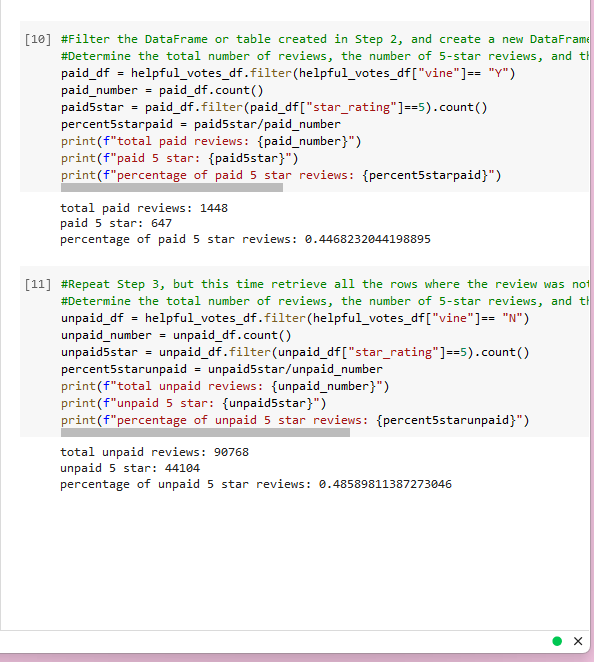 [10] #Filter the DataFrame or table created in Step 2, and create a new DataFrame
#Determine the total number of reviews, the number of 5-star reviews, and th
paid_df = helpful_votes_df.filter(helpful_votes_df["vine"]== "Y")
paid_number = paid_df.count()
paid5star = paid_df.filter(paid_df["star_rating"]==5).count()
percent5starpaid = paid5star/paid_number
print(f"total paid reviews: {paid_number}")
print(f"paid 5 star: {paid5star}")
print(f"percentage of paid 5 star reviews: {percent5starpaid}")
total paid reviews: 1448
paid 5 star: 647
percentage of paid 5 star reviews: 0.4468232044198895
[11] #Repeat Step 3, but this time retrieve all the rows where the review was not
#Determine the total number of reviews, the number of 5-star reviews, and th
unpaid_df = helpful_votes_df.filter(helpful_votes_df["vine"]== "N")
unpaid_number = unpaid_df.count()
unpaid5star = unpaid_df.filter(unpaid_df["star_rating"]==5).count()
percent5starunpaid = unpaid5star/unpaid_number
print(f"total unpaid reviews: {unpaid_number}")
print(f"unpaid 5 star: {unpaid5star}")
print(f"percentage of unpaid 5 star reviews: {percent5starunpaid}")
total unpaid reviews: 90768
unpaid 5 star: 44104
percentage of unpaid 5 star reviews: 0.48589811387273046